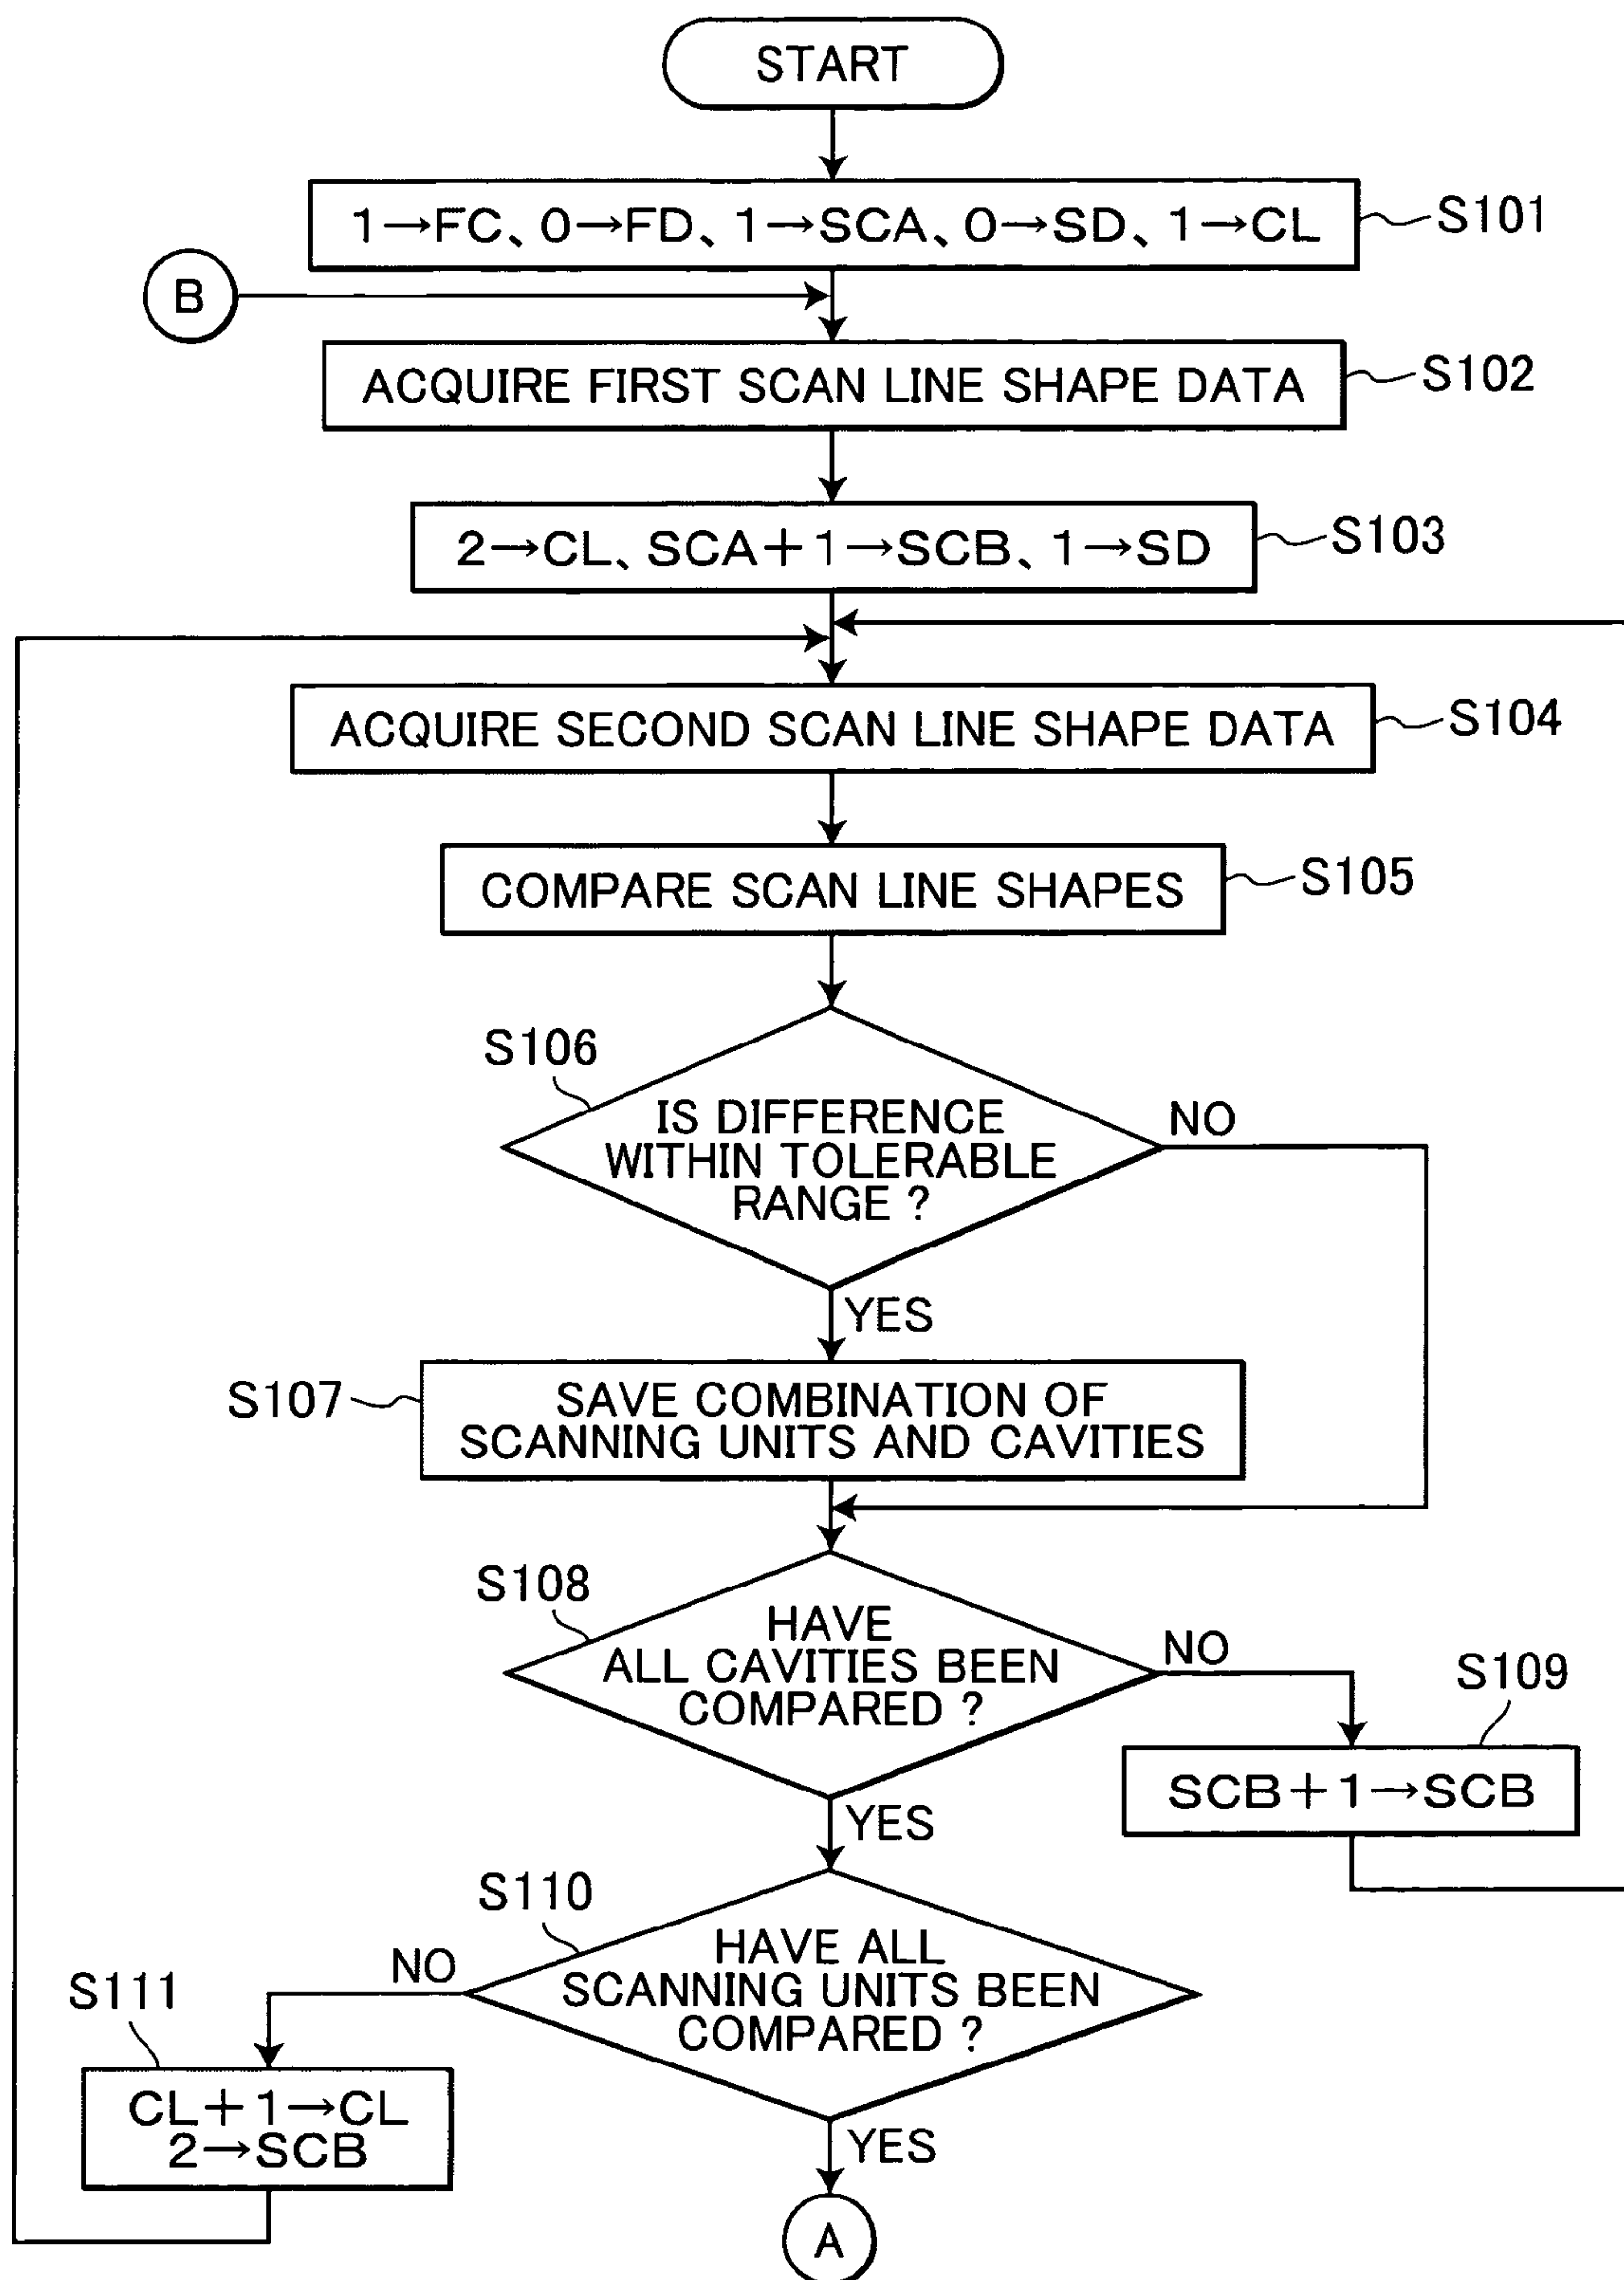 START
1→FC、0→FD、1→SCA、0→SD、1→CL
S101
B
ACQUIRE FIRST SCAN LINE SHAPE DATA
S102
2→CL、SCA+1→SCB、1→SD
S103
ACQUIRE SECOND SCAN LINE SHAPE DATA
S104
COMPARE SCAN LINE SHAPES
S105
S106
IS DIFFERENCE
WITHIN TOLERABLE
RANGE ?
NO
YES
S107
SAVE COMBINATION OF
SCANNING UNITS AND CAVITIES
S108
HAVE
ALL CAVITIES BEEN
COMPARED ?
NO
S109
SCB+1→SCB
YES
S110
HAVE ALL
SCANNING UNITS BEEN
COMPARED ?
NO
S111
CL+1→CL
2→SCB
YES
A